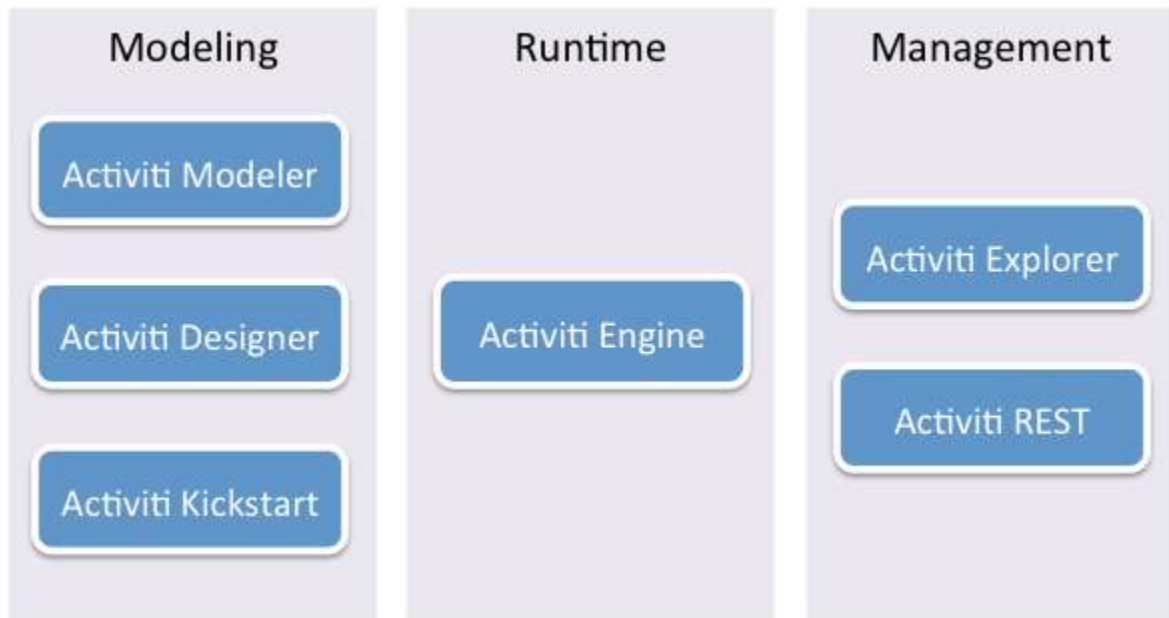 Modeling
Activiti Modeler
Activiti Designer
Activiti Kickstart
Runtime
Activiti Engine
Management
Activiti Explorer
Activiti REST